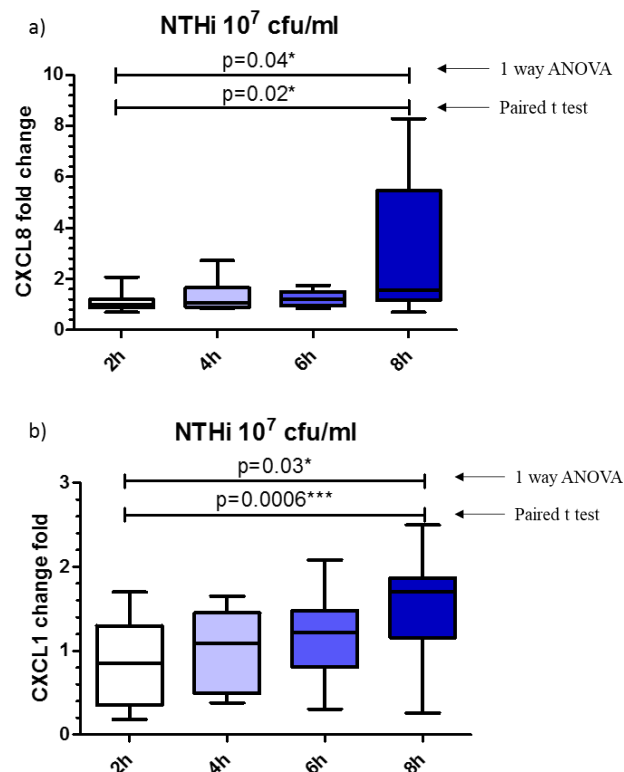 a)
NTHi 10⁷ cfu/ml
p=0.04*
1 way ANOVA
p=0.02*
Paired t test
CXCL8 fold change
10
8
6
4
2
0
2h
4h
6h
8h
b)
NTHi 10⁷ cfu/ml
p=0.03*
1 way ANOVA
p=0.0006***
Paired t test
CXCL1 change fold
3
2
1
0
2h
4h
6h
8h